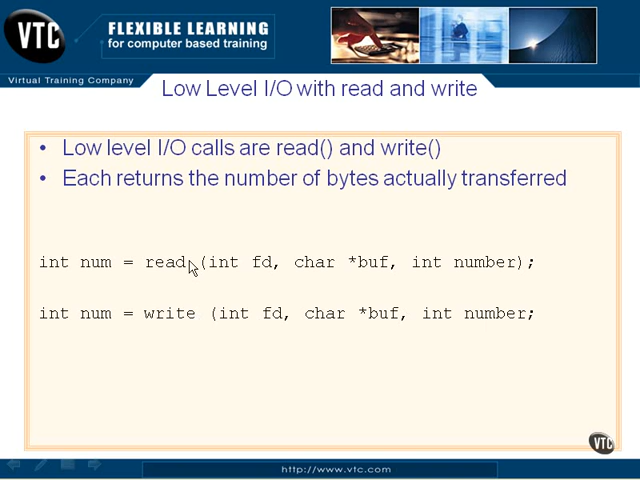 VTC
FLEXIBLE LEARNING
for computer based training
Virtual Training Company
Low Level I/O with read and write
• Low level I/O calls are read() and write()
• Each returns the number of bytes actually transferred
int num = read (int fd, char *buf, int number);
int num = write (int fd, char *buf, int number;
VTC
http://www.vtc.com